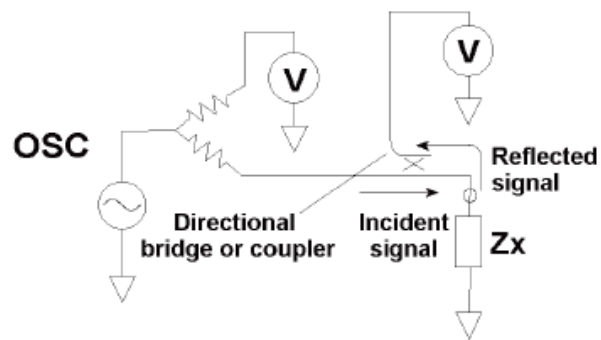 V
V
OSC
Reflected
signal
Directional
bridge or coupler
Incident
signal
Zx